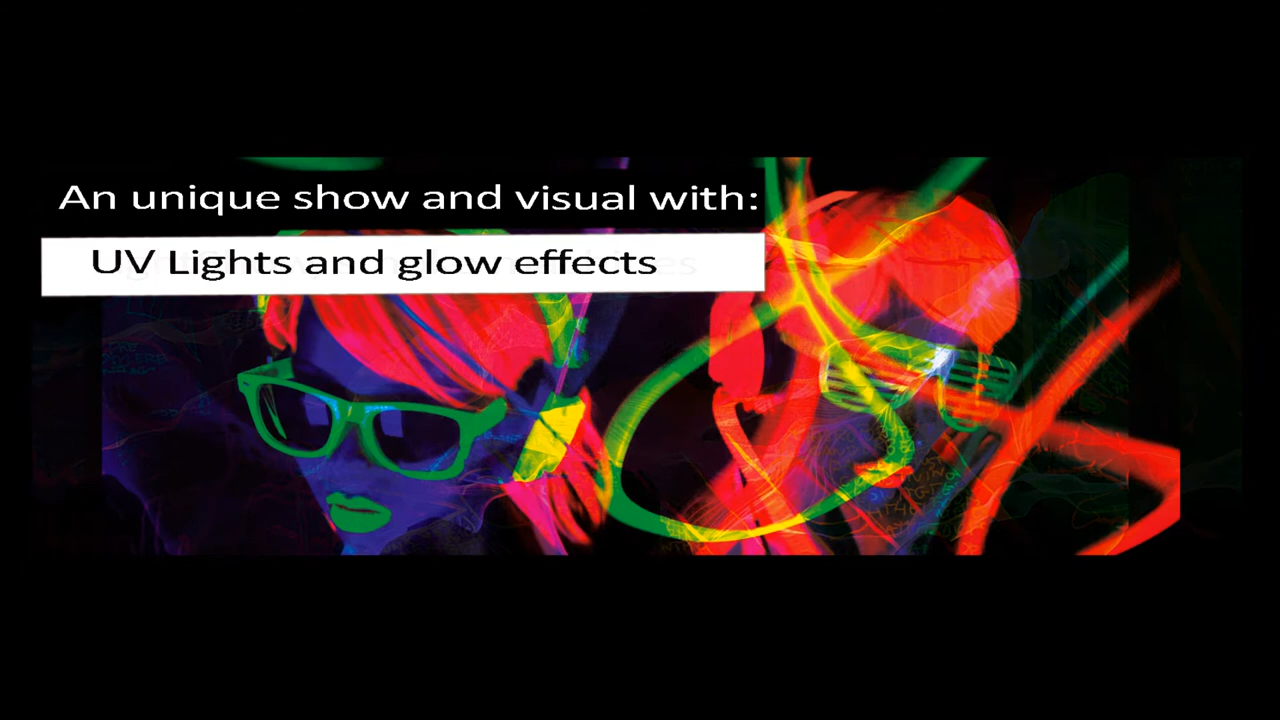 An unique show and visual with:
UV Lights and glow effects